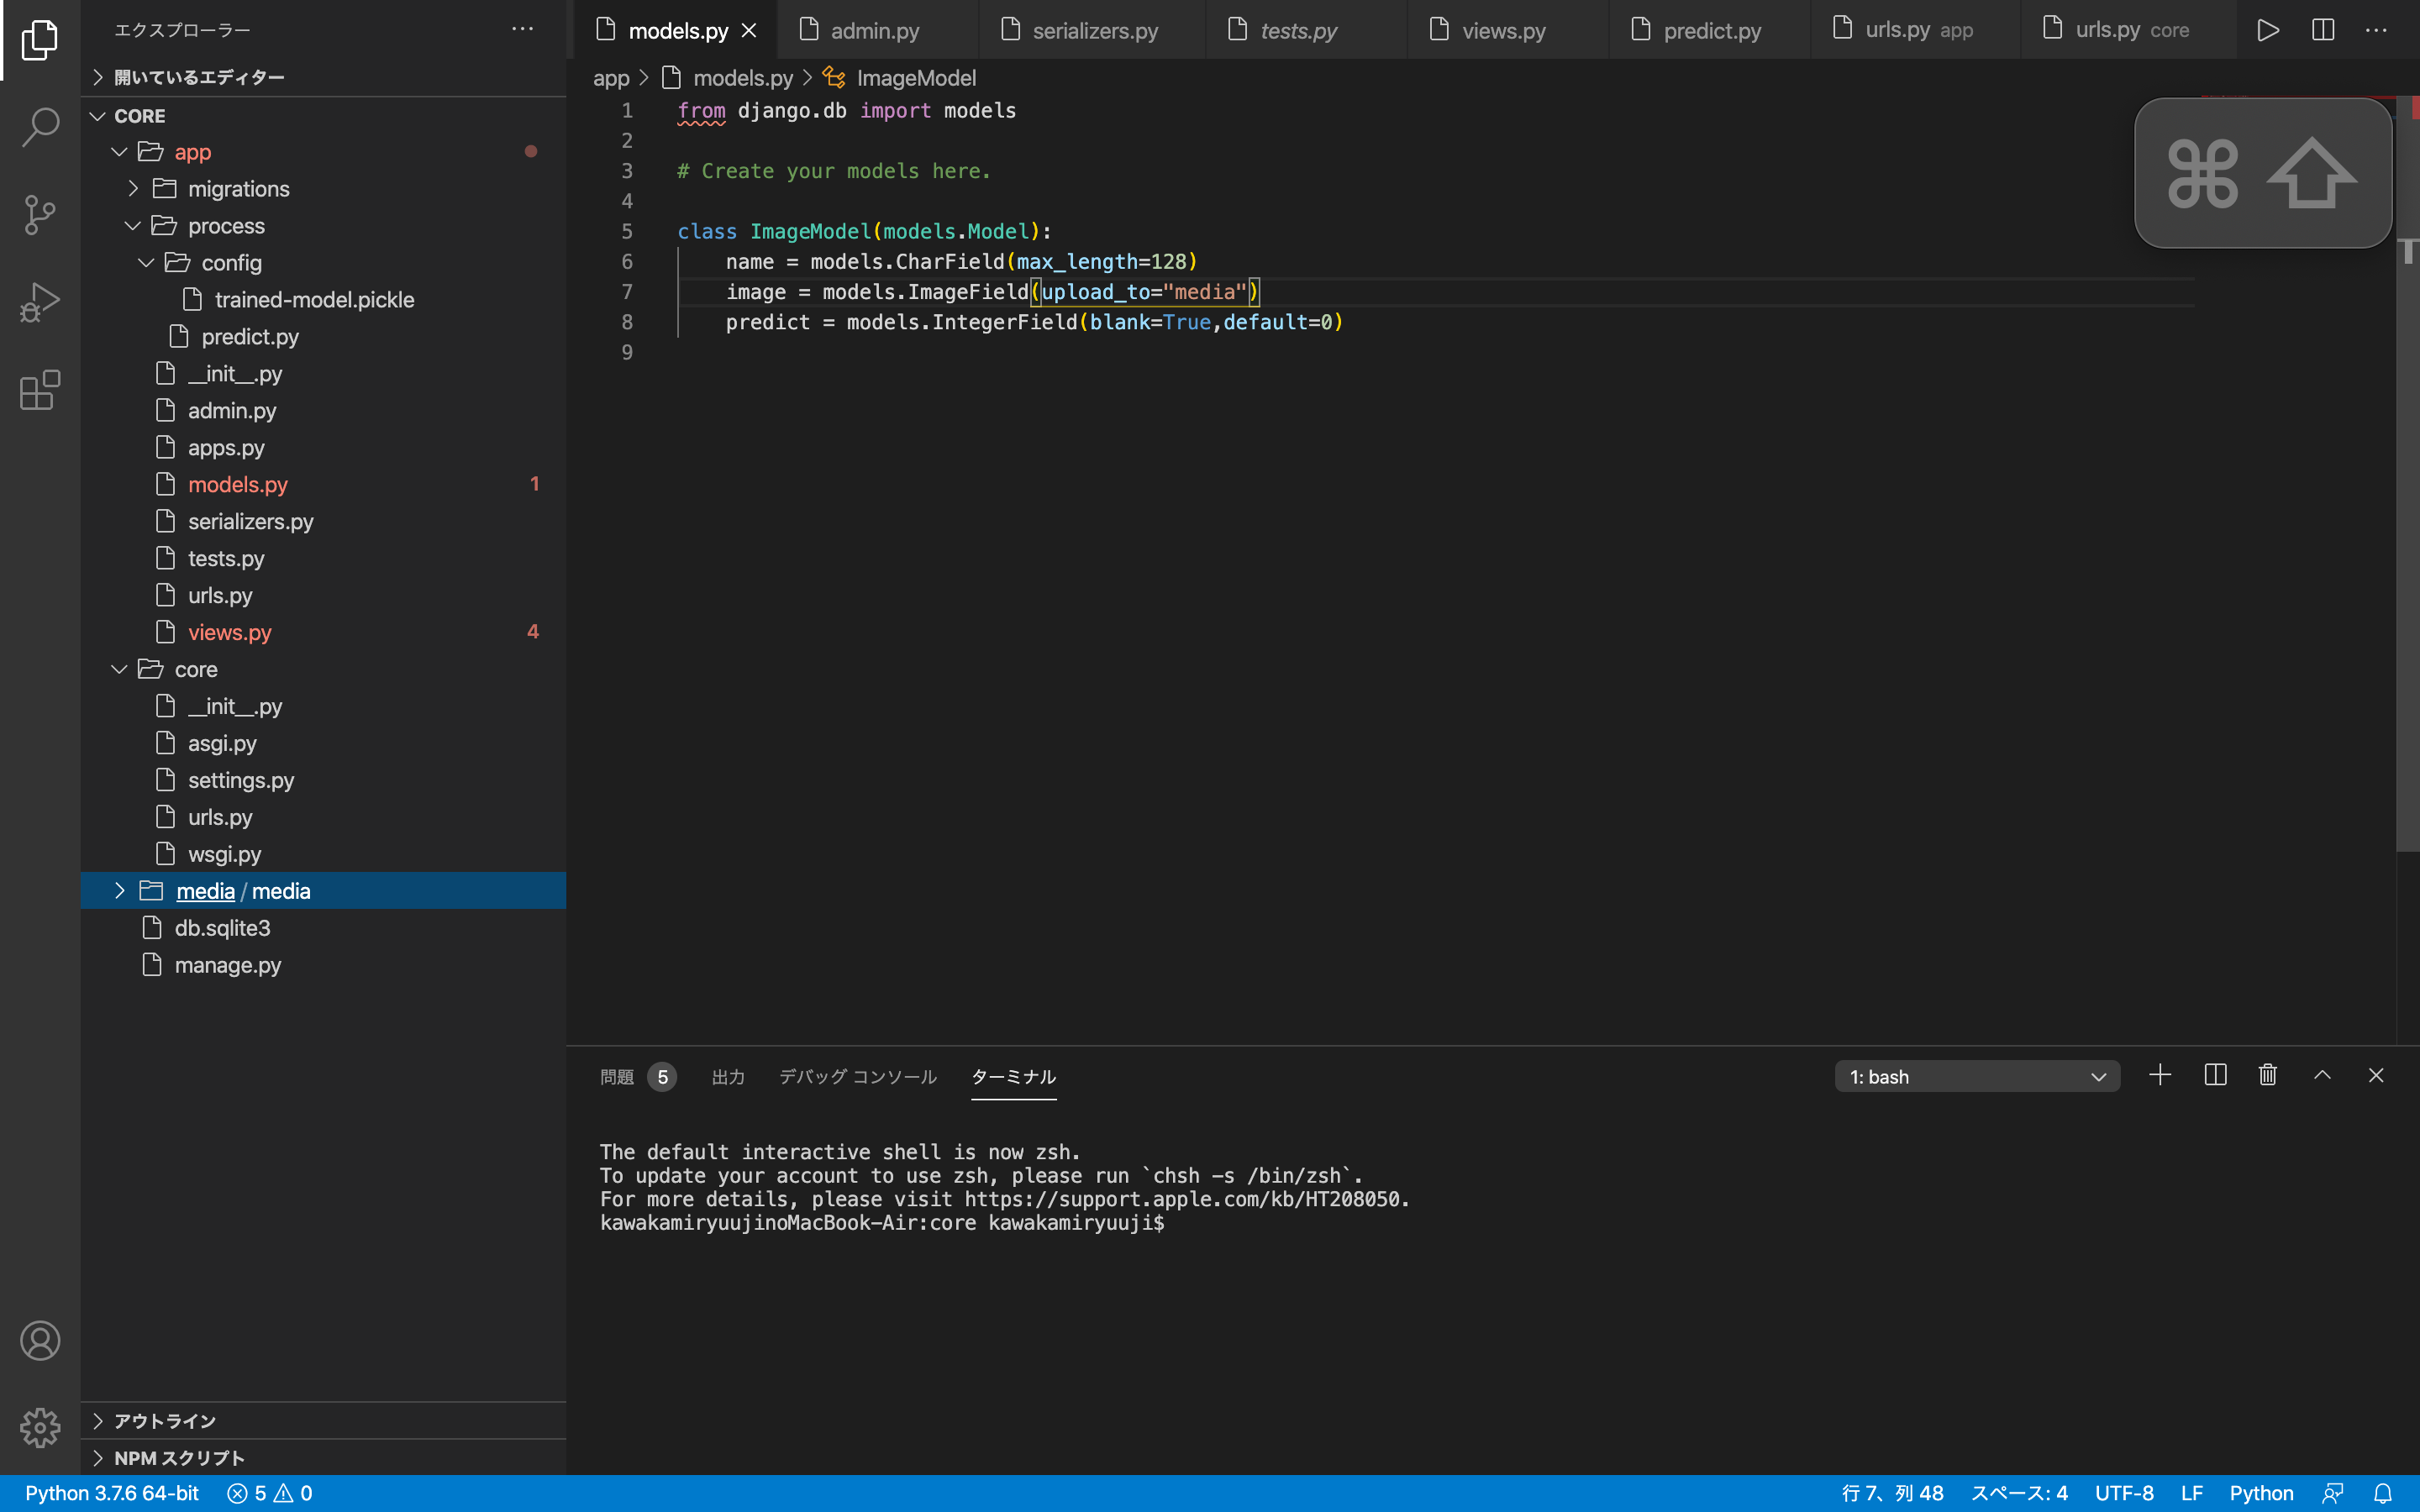 エクスプローラー
開いているエディター
CORE
app
migrations
process
config
trained-model.pickle
predict.py
__init__.py
admin.py
apps.py
models.py 1
serializers.py
tests.py
urls.py
views.py 4
core
__init__.py
asgi.py
settings.py
urls.py
wsgi.py
media / media
db.sqlite3
manage.py
アウトライン
NPM スクリプト
models.py admin.py serializers.py tests.py views.py predict.py urls.py app urls.py core
app models.py ImageModel
1 from django.db import models
2
3 # Create your models here.
4
5 class ImageModel(models.Model):
6 name = models.CharField(max_length=128)
7 image = models.ImageField(upload_to="media")
8 predict = models.IntegerField(blank=True,default=0)
9
⌘ ⇧
問題 5 出力 デバッグ コンソール ターミナル 1: bash
The default interactive shell is now zsh.
To update your account to use zsh, please run `chsh -s /bin/zsh`.
For more details, please visit https://support.apple.com/kb/HT208050.
kawakamiryuujinoMacBook-Air:core kawakamiryuuji$
Python 3.7.6 64-bit 5 0 行 7、列 48 スペース: 4 UTF-8 LF Python